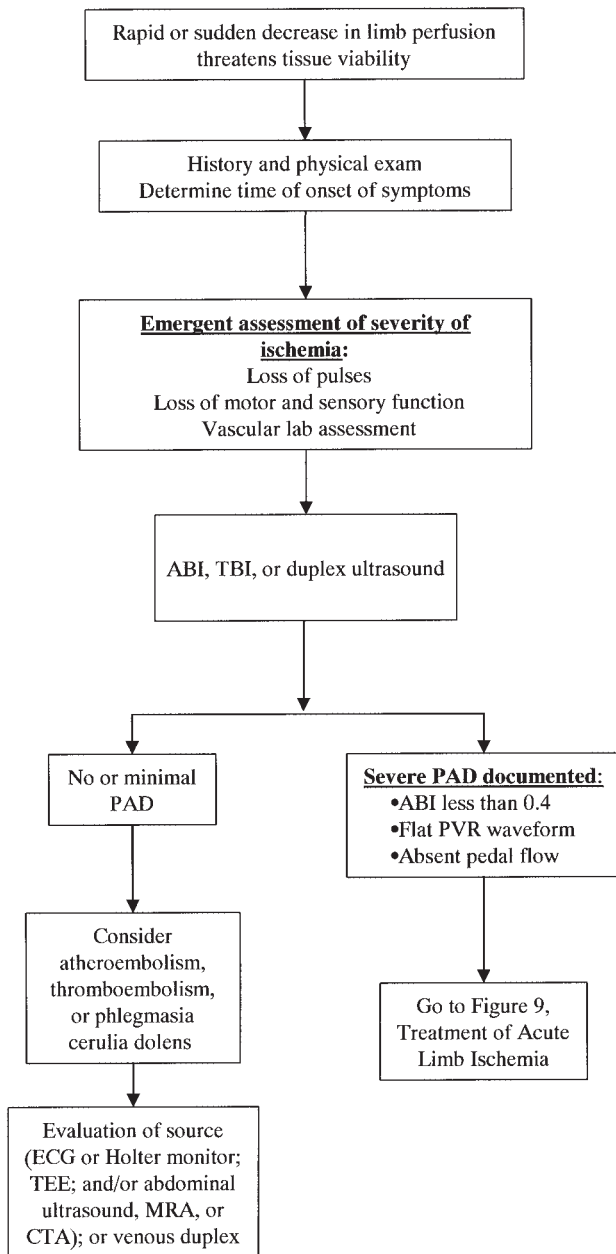 Rapid or sudden decrease in limb perfusion
threatens tissue viability
History and physical exam
Determine time of onset of symptoms
Emergent assessment of severity of
ischemia:
Loss of pulses
Loss of motor and sensory function
Vascular lab assessment
ABI, TBI, or duplex ultrasound
No or minimal
PAD
Consider
atheroembolism,
thromboembolism,
or phlegmasia
cerulia dolens
Evaluation of source
(ECG or Holter monitor;
TEE; and/or abdominal
ultrasound, MRA, or
CTA); or venous duplex
Severe PAD documented:
•ABI less than 0.4
•Flat PVR waveform
•Absent pedal flow
Go to Figure 9,
Treatment of Acute
Limb Ischemia